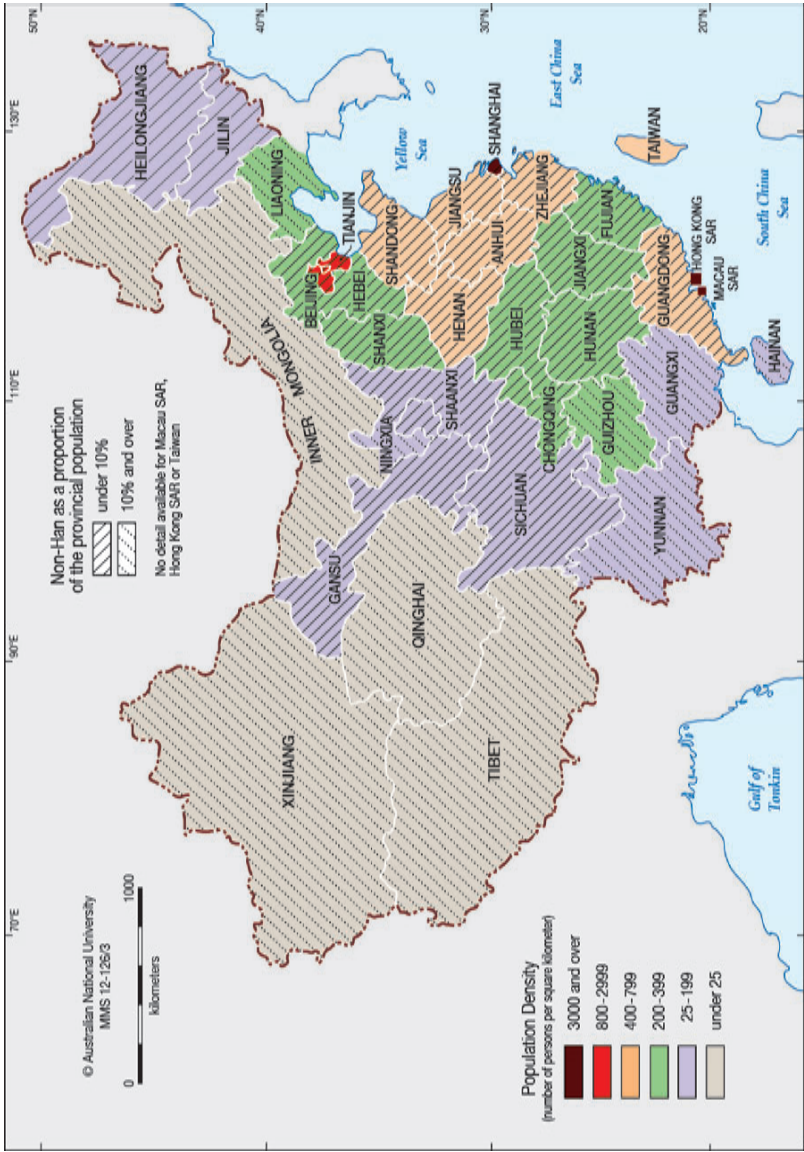 © Australian National University
MMS 12-126/3
0
1000
kilometers
Non-Han as a proportion
of the provincial population
under 10%
10% and over
No detail available for Macau SAR,
Hong Kong SAR or Taiwan
Population Density
(number of persons per square kilometer)
3000 and over
800-2999
400-799
200-399
25-199
under 25
70°E
90°E
110°E
130°E
50°N
40°N
30°N
20°N
HEILONGJIANG
JILIN
LIAONING
INNER MONGOLIA
XINJIANG
GANSU
NINGXIA
BEIJING
TIANJIN
HEBEI
SHANXI
SHANDONG
QINGHAI
SHAANXI
HENAN
JIANGSU
ANHUI
SHANGHAI
TIBET
SICHUAN
CHONGQING
HUBEI
ZHEJIANG
GUIZHOU
HUNAN
JIANGXI
FUJIAN
YUNNAN
GUANGXI
GUANGDONG
TAIWAN
HONG KONG
SAR
MACAU
SAR
HAINAN
Yellow
Sea
East China
Sea
South China
Sea
Gulf of
Tonkin